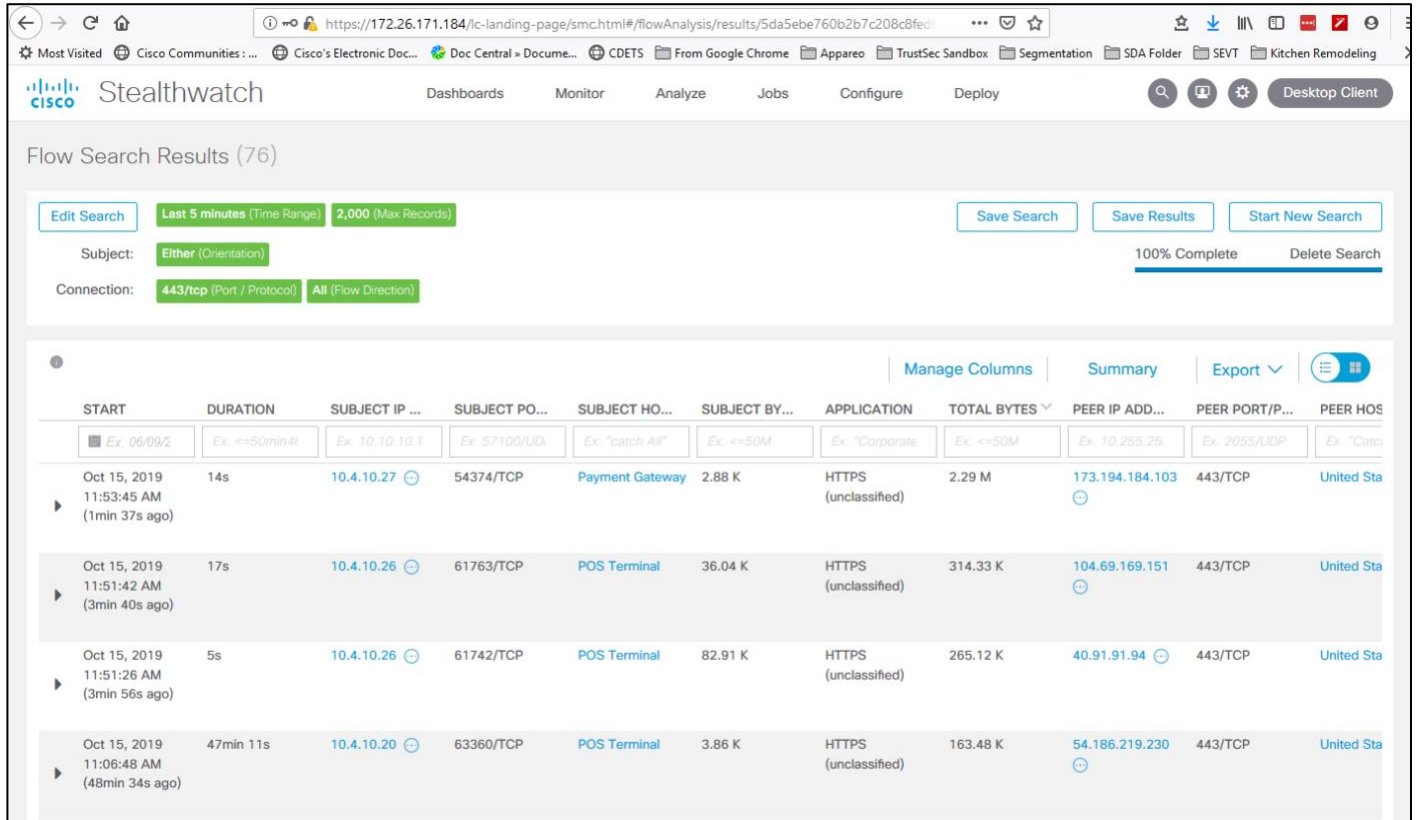 https://172.26.171.184/lc-landing-page/smc.html#/flowAnalysis/results/5da5ebe760b2b7c208c8fed
Most Visited Cisco Communities : ... Cisco's Electronic Doc... Doc Central » Docume... CDETS From Google Chrome Appareo TrustSec Sandbox Segmentation SDA Folder SEVT Kitchen Remodeling
CISCO Stealthwatch Dashboards Monitor Analyze Jobs Configure Deploy Desktop Client
Flow Search Results (76)
Edit Search Last 5 minutes (Time Range) 2,000 (Max Records) Save Search Save Results Start New Search
Subject: Either (Orientation) 100% Complete Delete Search
Connection: 443/tcp (Port / Protocol) All (Flow Direction)
Manage Columns Summary Export
START DURATION SUBJECT IP ... SUBJECT PO... SUBJECT HO... SUBJECT BY... APPLICATION TOTAL BYTES PEER IP ADD... PEER PORT/P... PEER HOS
Ex. 06/09/2 Ex. <=50min40 Ex. 10.10.10.1 Ex. 57100/UD Ex. "catch All" Ex. <=50M Ex. "Corporate Ex. <=50M Ex. 10.255.25. Ex. 2055/UDP Ex. "Catc
Oct 15, 2019 14s 10.4.10.27 54374/TCP Payment Gateway 2.88 K HTTPS 2.29 M 173.194.184.103 443/TCP United Sta
11:53:45 AM (unclassified)
(1min 37s ago)
Oct 15, 2019 17s 10.4.10.26 61763/TCP POS Terminal 36.04 K HTTPS 314.33 K 104.69.169.151 443/TCP United Sta
11:51:42 AM (unclassified)
(3min 40s ago)
Oct 15, 2019 5s 10.4.10.26 61742/TCP POS Terminal 82.91 K HTTPS 265.12 K 40.91.91.94 443/TCP United Sta
11:51:26 AM (unclassified)
(3min 56s ago)
Oct 15, 2019 47min 11s 10.4.10.20 63360/TCP POS Terminal 3.86 K HTTPS 163.48 K 54.186.219.230 443/TCP United Sta
11:06:48 AM (unclassified)
(48min 34s ago)